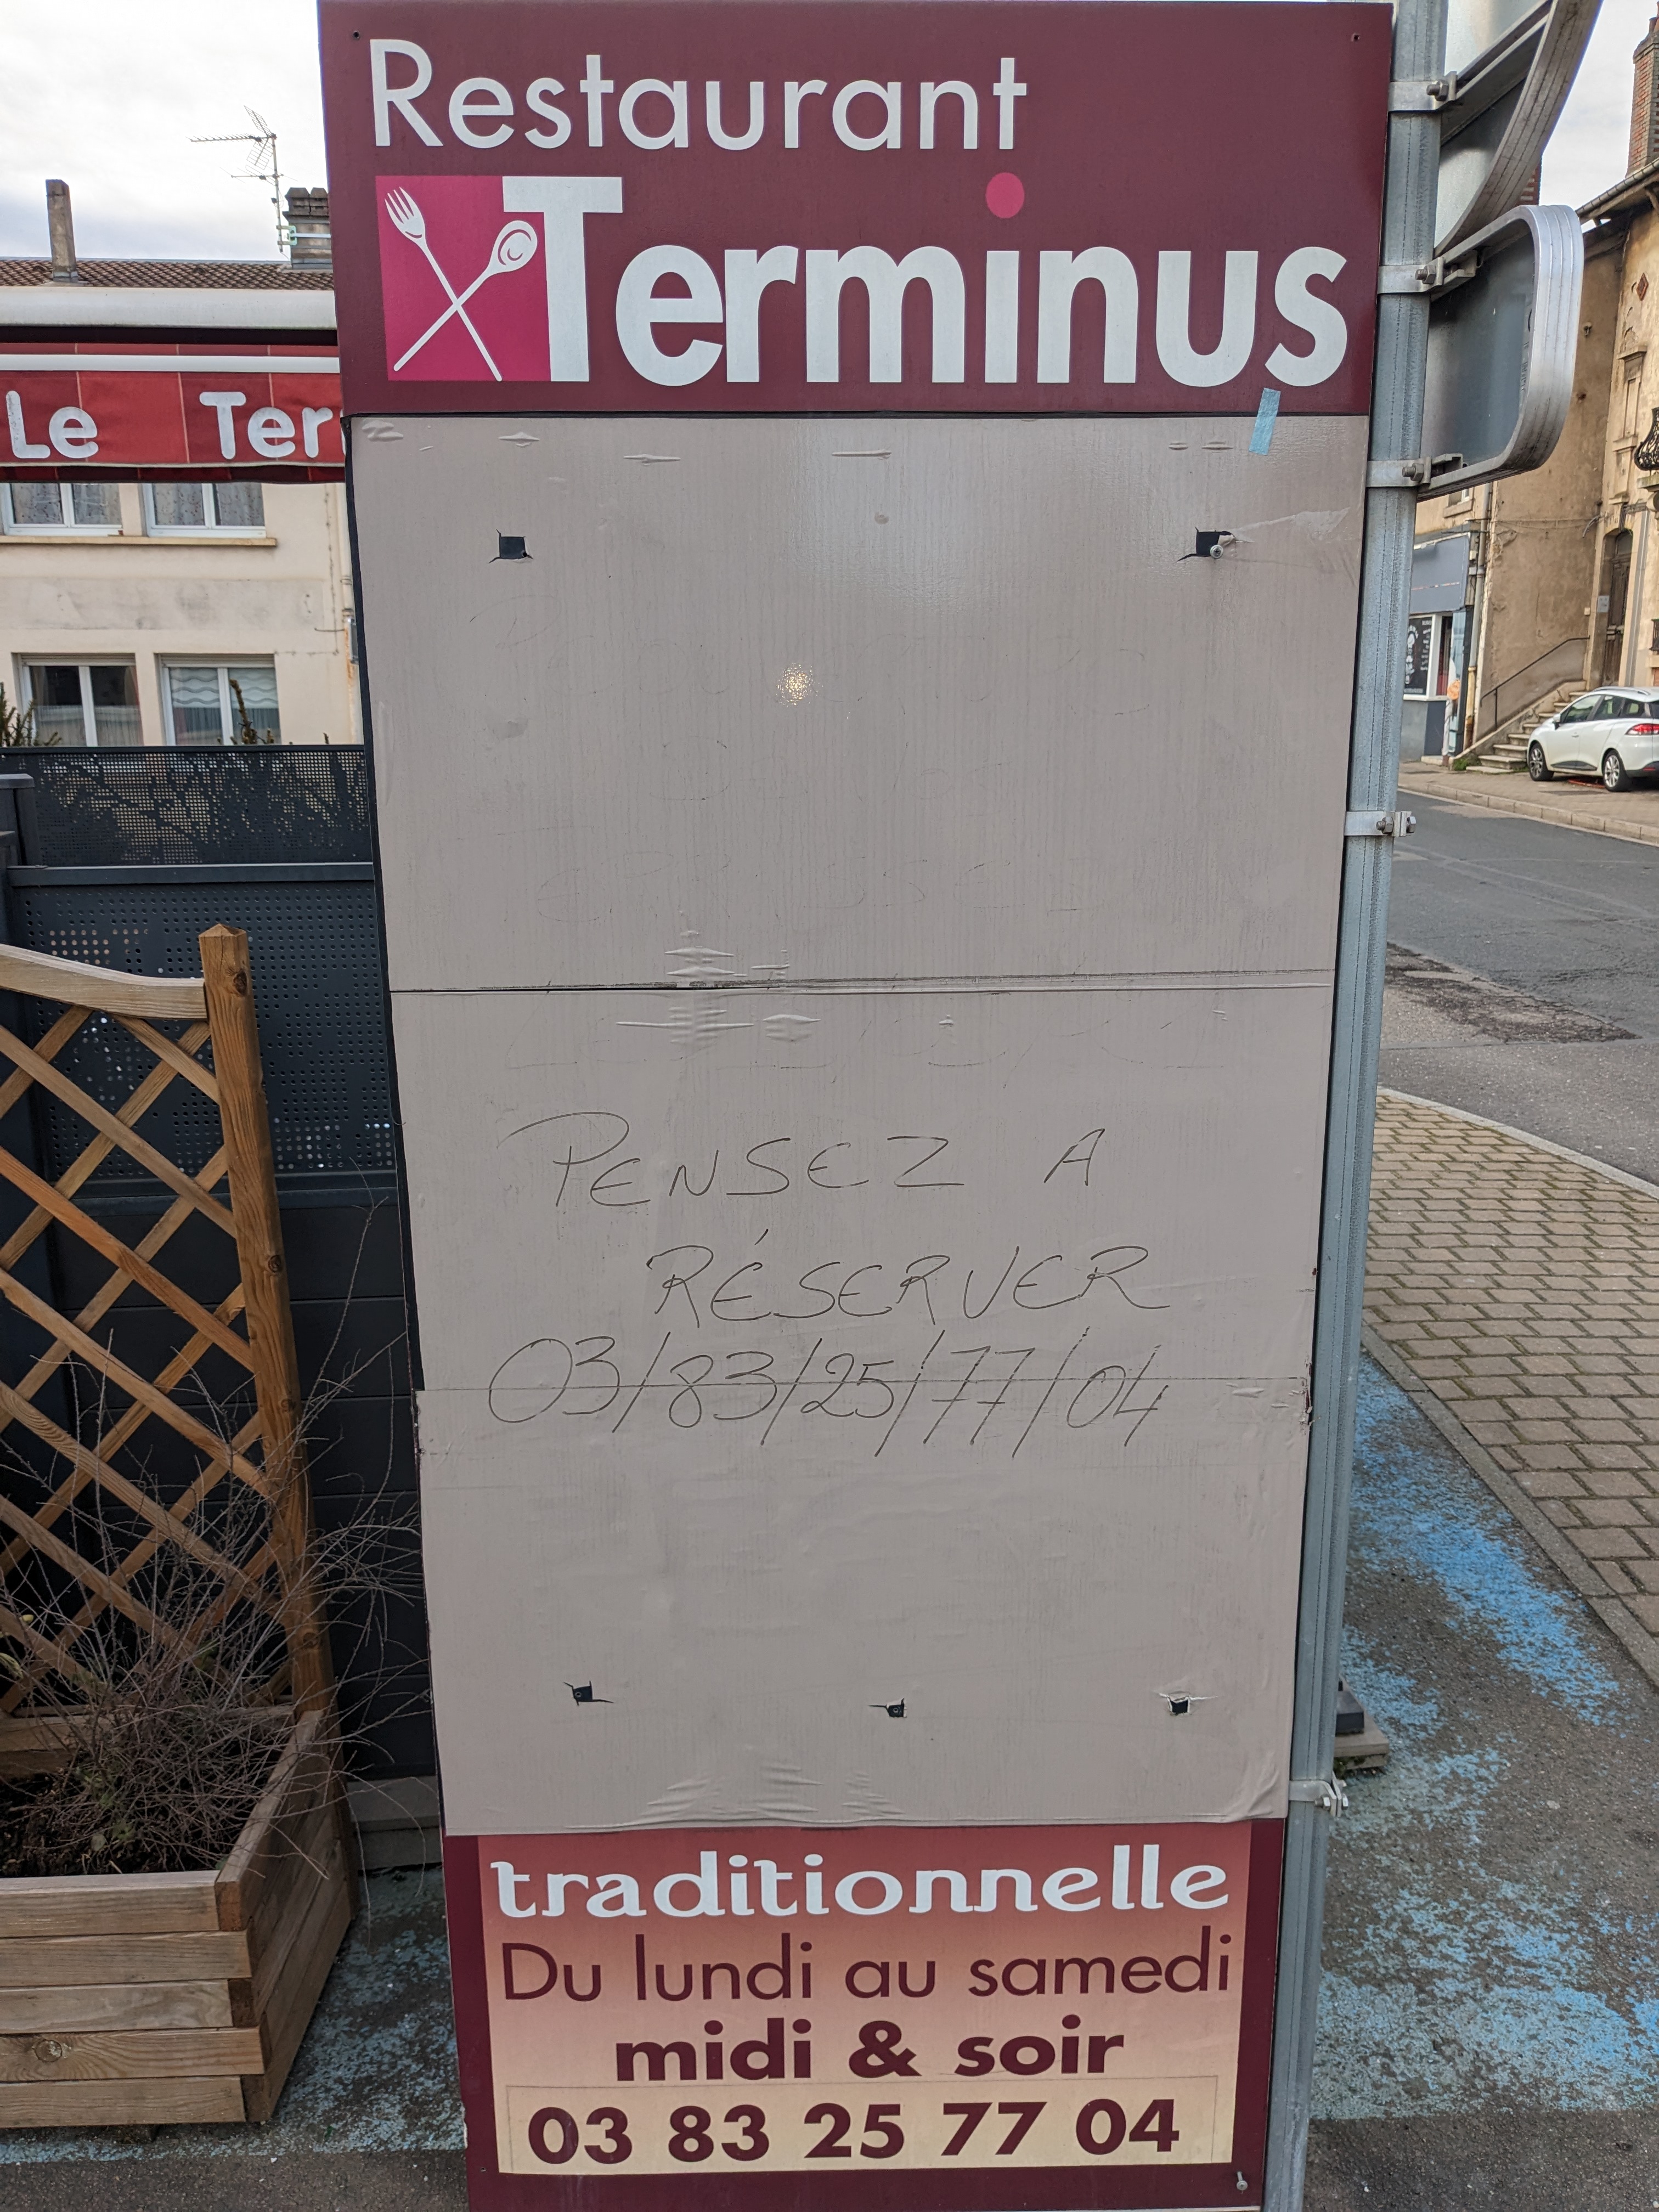 Restaurant
Terminus
Le Ter
PENSEZ A
RÉSERVER
03/83/25/77/04
traditionnelle
Du lundi au samedi
midi & soir
03 83 25 77 04